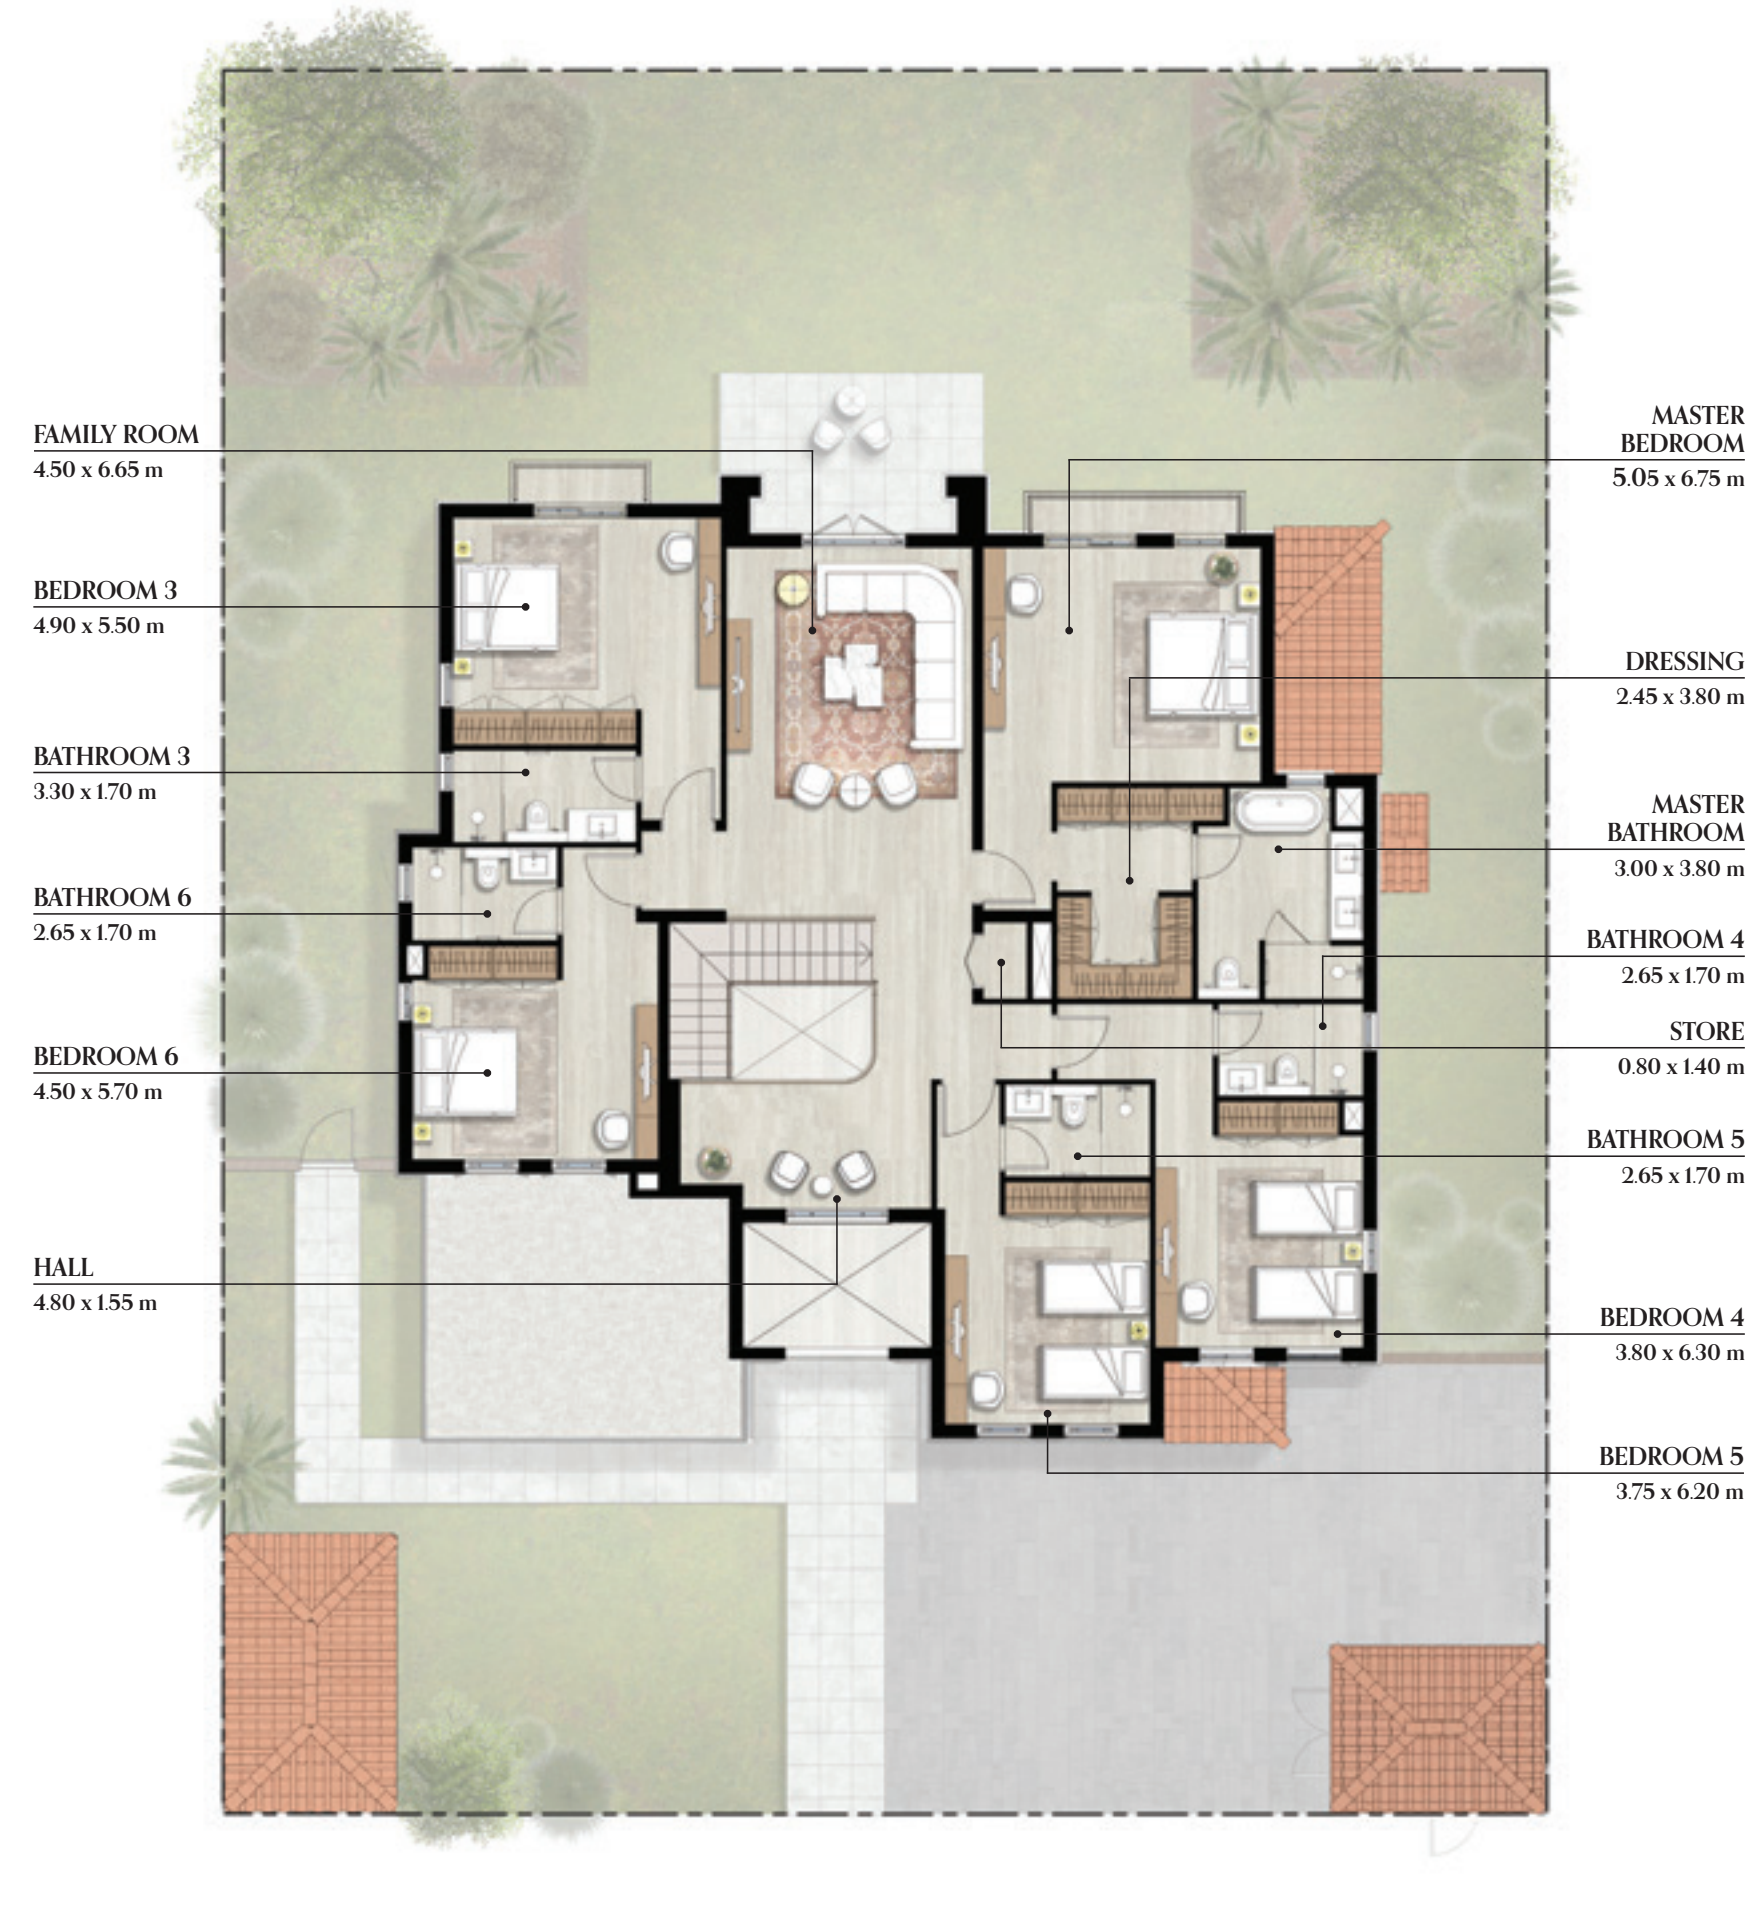 FAMILY ROOM
4.50 x 6.65 m
BEDROOM 3
4.90 x 5.50 m
BATHROOM 3
3.30 x 1.70 m
BATHROOM 6
2.65 x 1.70 m
BEDROOM 6
4.50 x 5.70 m
HALL
4.80 x 1.55 m
MASTER
BEDROOM
5.05 x 6.75 m
DRESSING
2.45 x 3.80 m
MASTER
BATHROOM
3.00 x 3.80 m
BATHROOM 4
2.65 x 1.70 m
STORE
0.80 x 1.40 m
BATHROOM 5
2.65 x 1.70 m
BEDROOM 4
3.80 x 6.30 m
BEDROOM 5
3.75 x 6.20 m